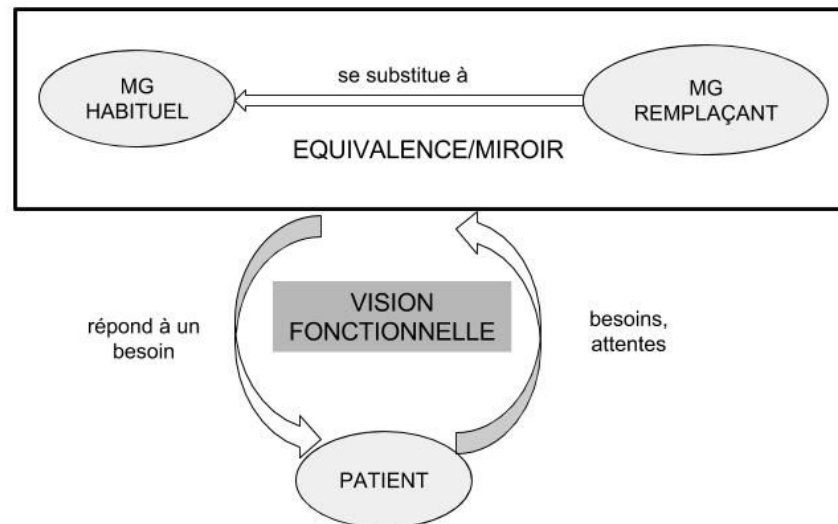 MG
HABITUEL
se substitue à
MG
REMPLAÇANT
EQUIVALENCE/MIROIR
répond à un
besoin
VISION
FONCTIONNELLE
besoins,
attentes
PATIENT